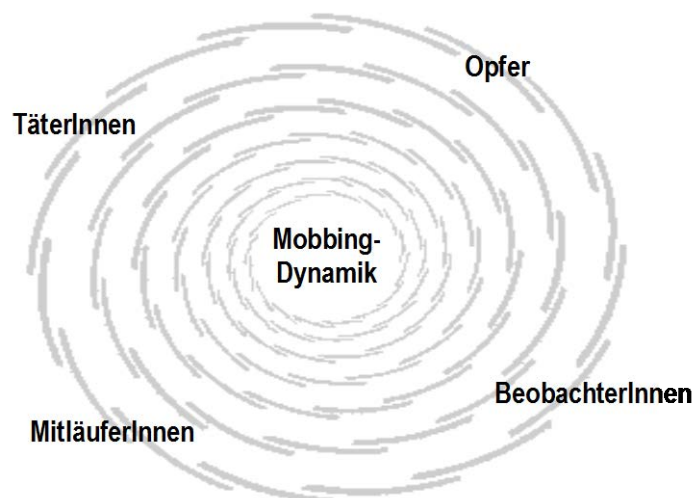 Opfer
TäterInnen
Mobbing-
Dynamik
BeobachterInnen
MitläuferInnen